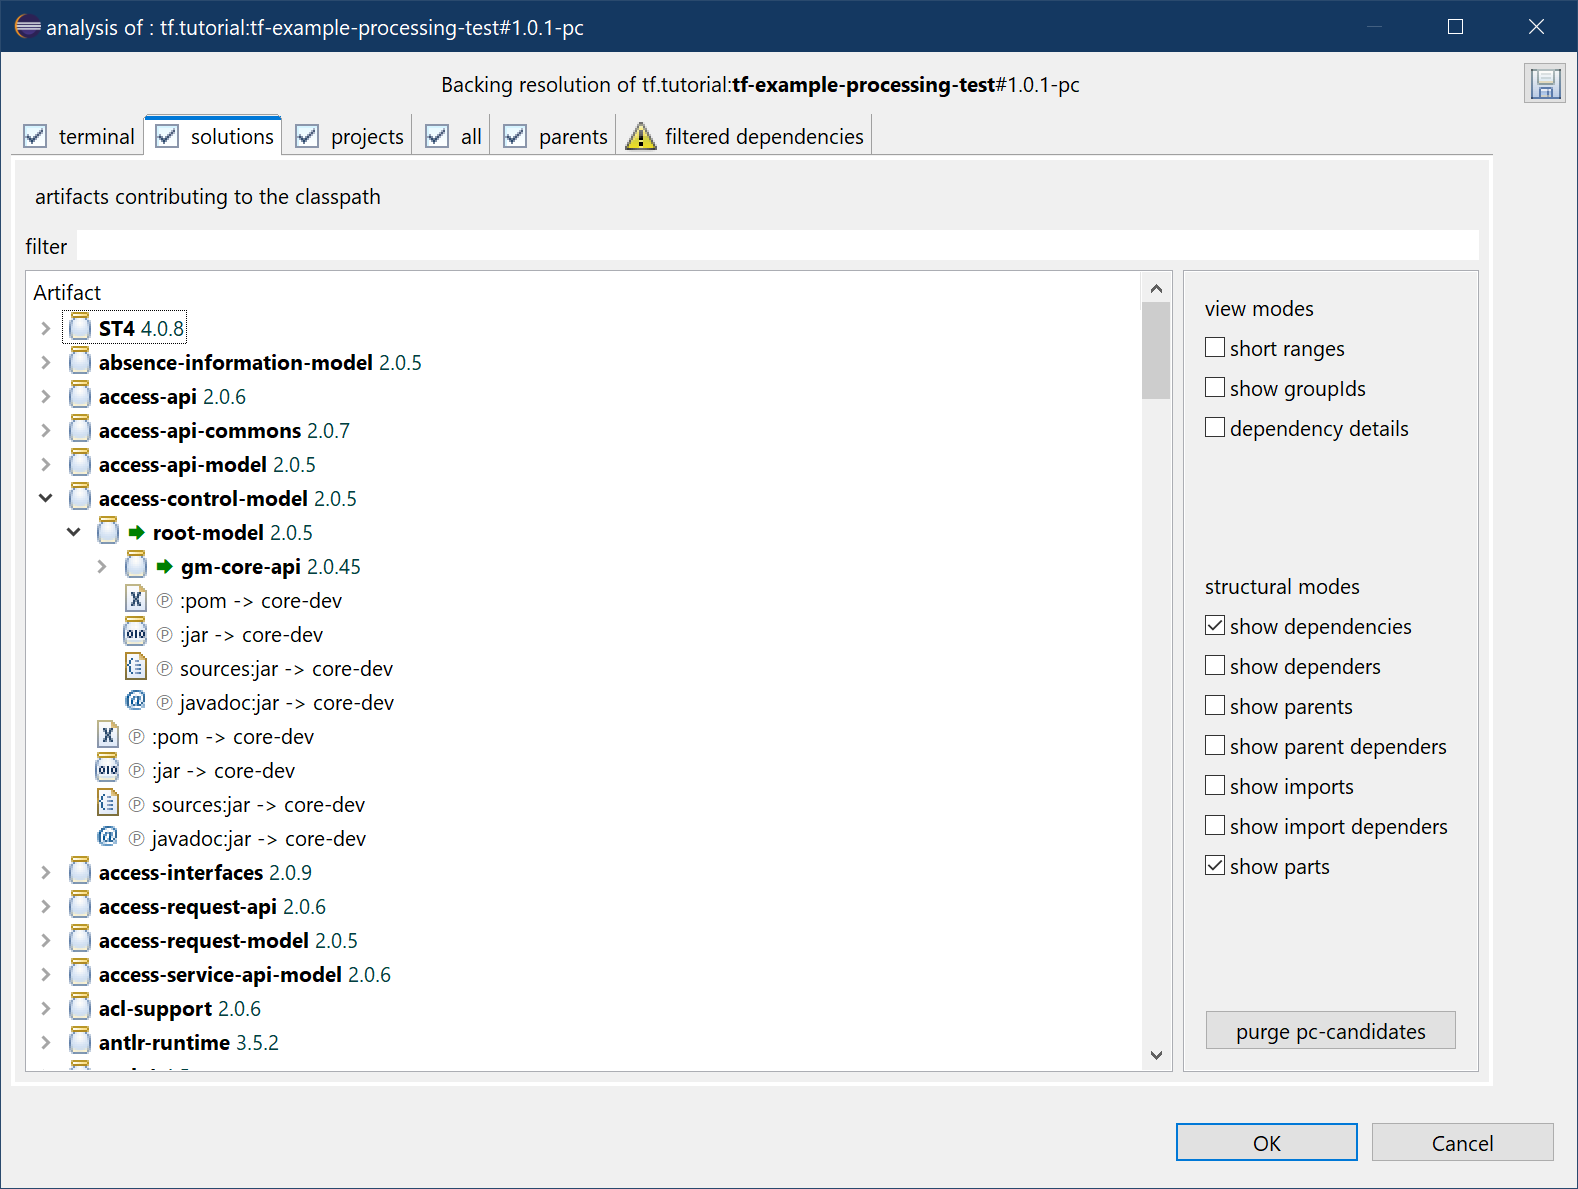 analysis of : tf.tutorial:tf-example-processing-test#1.0.1-pc
Backing resolution of tf.tutorial:tf-example-processing-test#1.0.1-pc
terminal solutions projects all parents filtered dependencies
artifacts contributing to the classpath
filter
Artifact
ST4 4.0.8
absence-information-model 2.0.5
access-api 2.0.6
access-api-commons 2.0.7
access-api-model 2.0.5
access-control-model 2.0.5
root-model 2.0.5
gm-core-api 2.0.45
:pom -> core-dev
:jar -> core-dev
sources:jar -> core-dev
javadoc:jar -> core-dev
:pom -> core-dev
:jar -> core-dev
sources:jar -> core-dev
javadoc:jar -> core-dev
access-interfaces 2.0.9
access-request-api 2.0.6
access-request-model 2.0.5
access-service-api-model 2.0.6
acl-support 2.0.6
antlr-runtime 3.5.2
view modes
short ranges
show groupIds
dependency details
structural modes
show dependencies
show dependers
show parents
show parent dependers
show imports
show import dependers
show parts
purge pc-candidates
OK Cancel